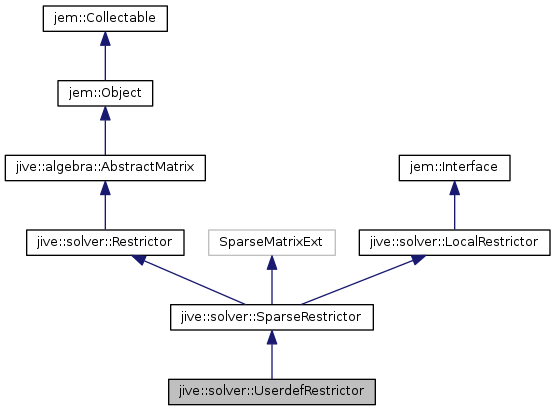 jem::Collectable
jem::Object
jive::algebra::AbstractMatrix
jem::Interface
jive::solver::Restrictor
SparseMatrixExt
jive::solver::LocalRestrictor
jive::solver::SparseRestrictor
jive::solver::UserdefRestrictor